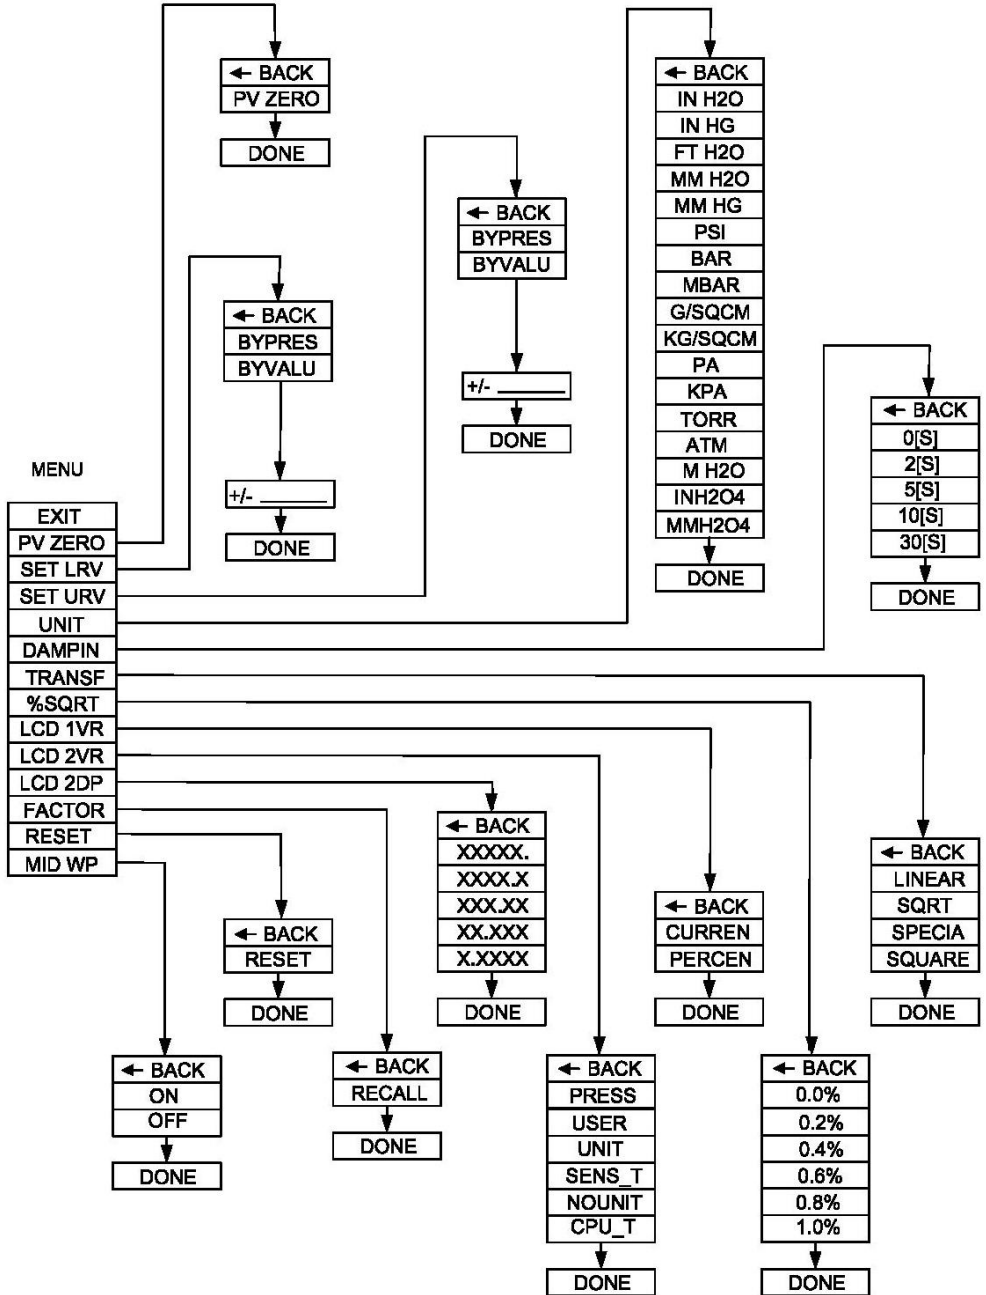 MENU
EXIT
PV ZERO
SET LRV
SET URV
UNIT
DAMPIN
TRANSF
%SQRT
LCD 1VR
LCD 2VR
LCD 2DP
FACTOR
RESET
MID WP
← BACK
PV ZERO
DONE
← BACK
BYPRES
BYVALU
+/- ______
DONE
← BACK
BYPRES
BYVALU
+/- ______
DONE
← BACK
IN H2O
IN HG
FT H2O
MM H2O
MM HG
PSI
BAR
MBAR
G/SQCM
KG/SQCM
PA
KPA
TORR
ATM
M H2O
INH2O4
MMH2O4
DONE
← BACK
0[S]
2[S]
5[S]
10[S]
30[S]
DONE
← BACK
LINEAR
SQRT
SPECIA
SQUARE
DONE
← BACK
0.0%
0.2%
0.4%
0.6%
0.8%
1.0%
DONE
← BACK
CURREN
PERCEN
DONE
← BACK
PRESS
USER
UNIT
SENS_T
NOUNIT
CPU_T
DONE
← BACK
XXXXX.
XXXX.X
XXX.XX
XX.XXX
X.XXXX
DONE
← BACK
RECALL
DONE
← BACK
RESET
DONE
← BACK
ON
OFF
DONE